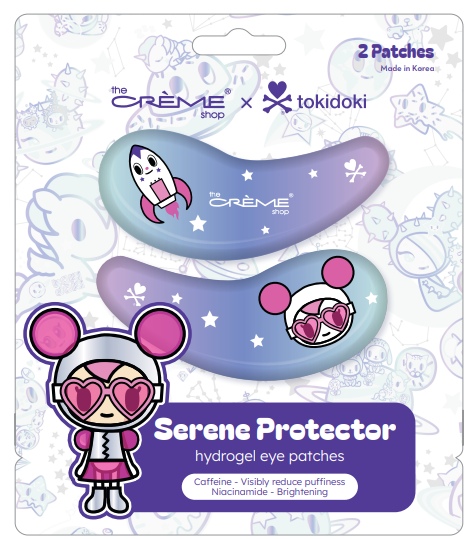 2 Patches
Made in Korea
the CRÈME shop® × tokidoki
the CRÈME shop®
Serene Protector
hydrogel eye patches
Caffeine - Visibly reduce puffiness
Niacinamide - Brightening